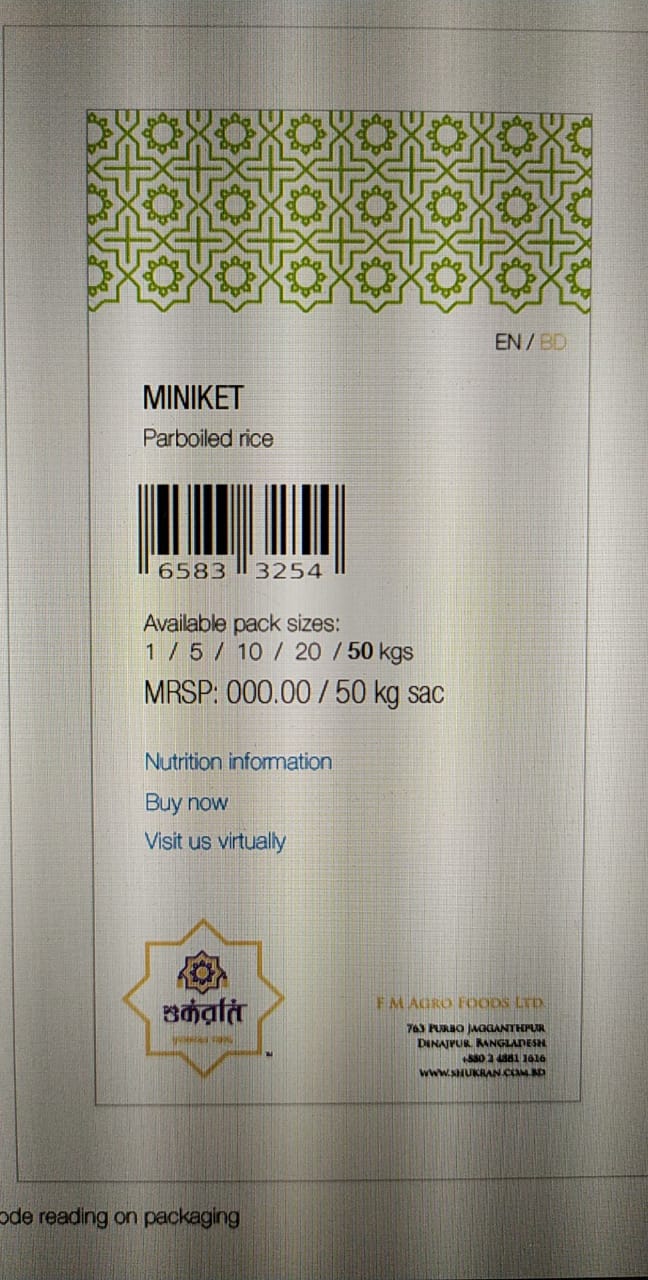 EN / BD
MINIKET
Parboiled rice
6583 3254
Available pack sizes:
1 / 5 / 10 / 20 / 50 kgs
MRSP: 000.00 / 50 kg sac
Nutrition information
Buy now
Visit us virtually
F M AGRO FOODS LTD.
763 PURBO JAGGANTHPUR
DINAJPUR, BANGLADESH
+880 2 4881 1616
WWW.SHUKRAN.COM.BD
ode reading on packaging